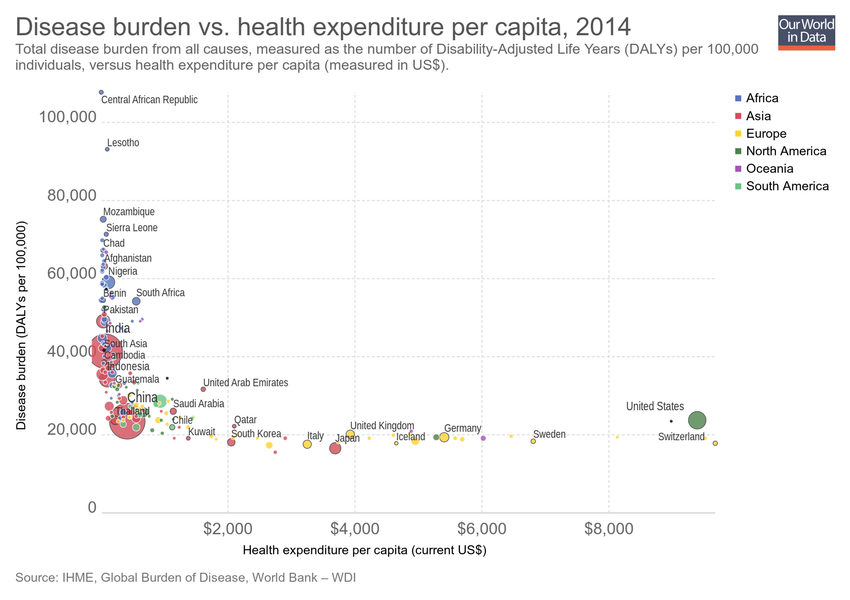 Disease burden vs. health expenditure per capita, 2014
Our World
in Data
Total disease burden from all causes, measured as the number of Disability-Adjusted Life Years (DALYs) per 100,000
individuals, versus health expenditure per capita (measured in US$).
Central African Republic
Africa
Asia
Europe
North America
Oceania
South America
100,000
Lesotho
80,000
Mozambique
Sierra Leone
Chad
Afghanistan
Nigeria
60,000
Benin
South Africa
Pakistan
India
South Asia
40,000
Cambodia
Indonesia
Guatemala
United Arab Emirates
China
Saudi Arabia
Thailand
United States
Chile
Qatar
20,000
Kuwait
South Korea
Italy
Japan
United Kingdom
Iceland
Germany
Sweden
Switzerland
0
$2,000
$4,000
$6,000
$8,000
Disease burden (DALYs per 100,000)
Health expenditure per capita (current US$)
Source: IHME, Global Burden of Disease, World Bank – WDI